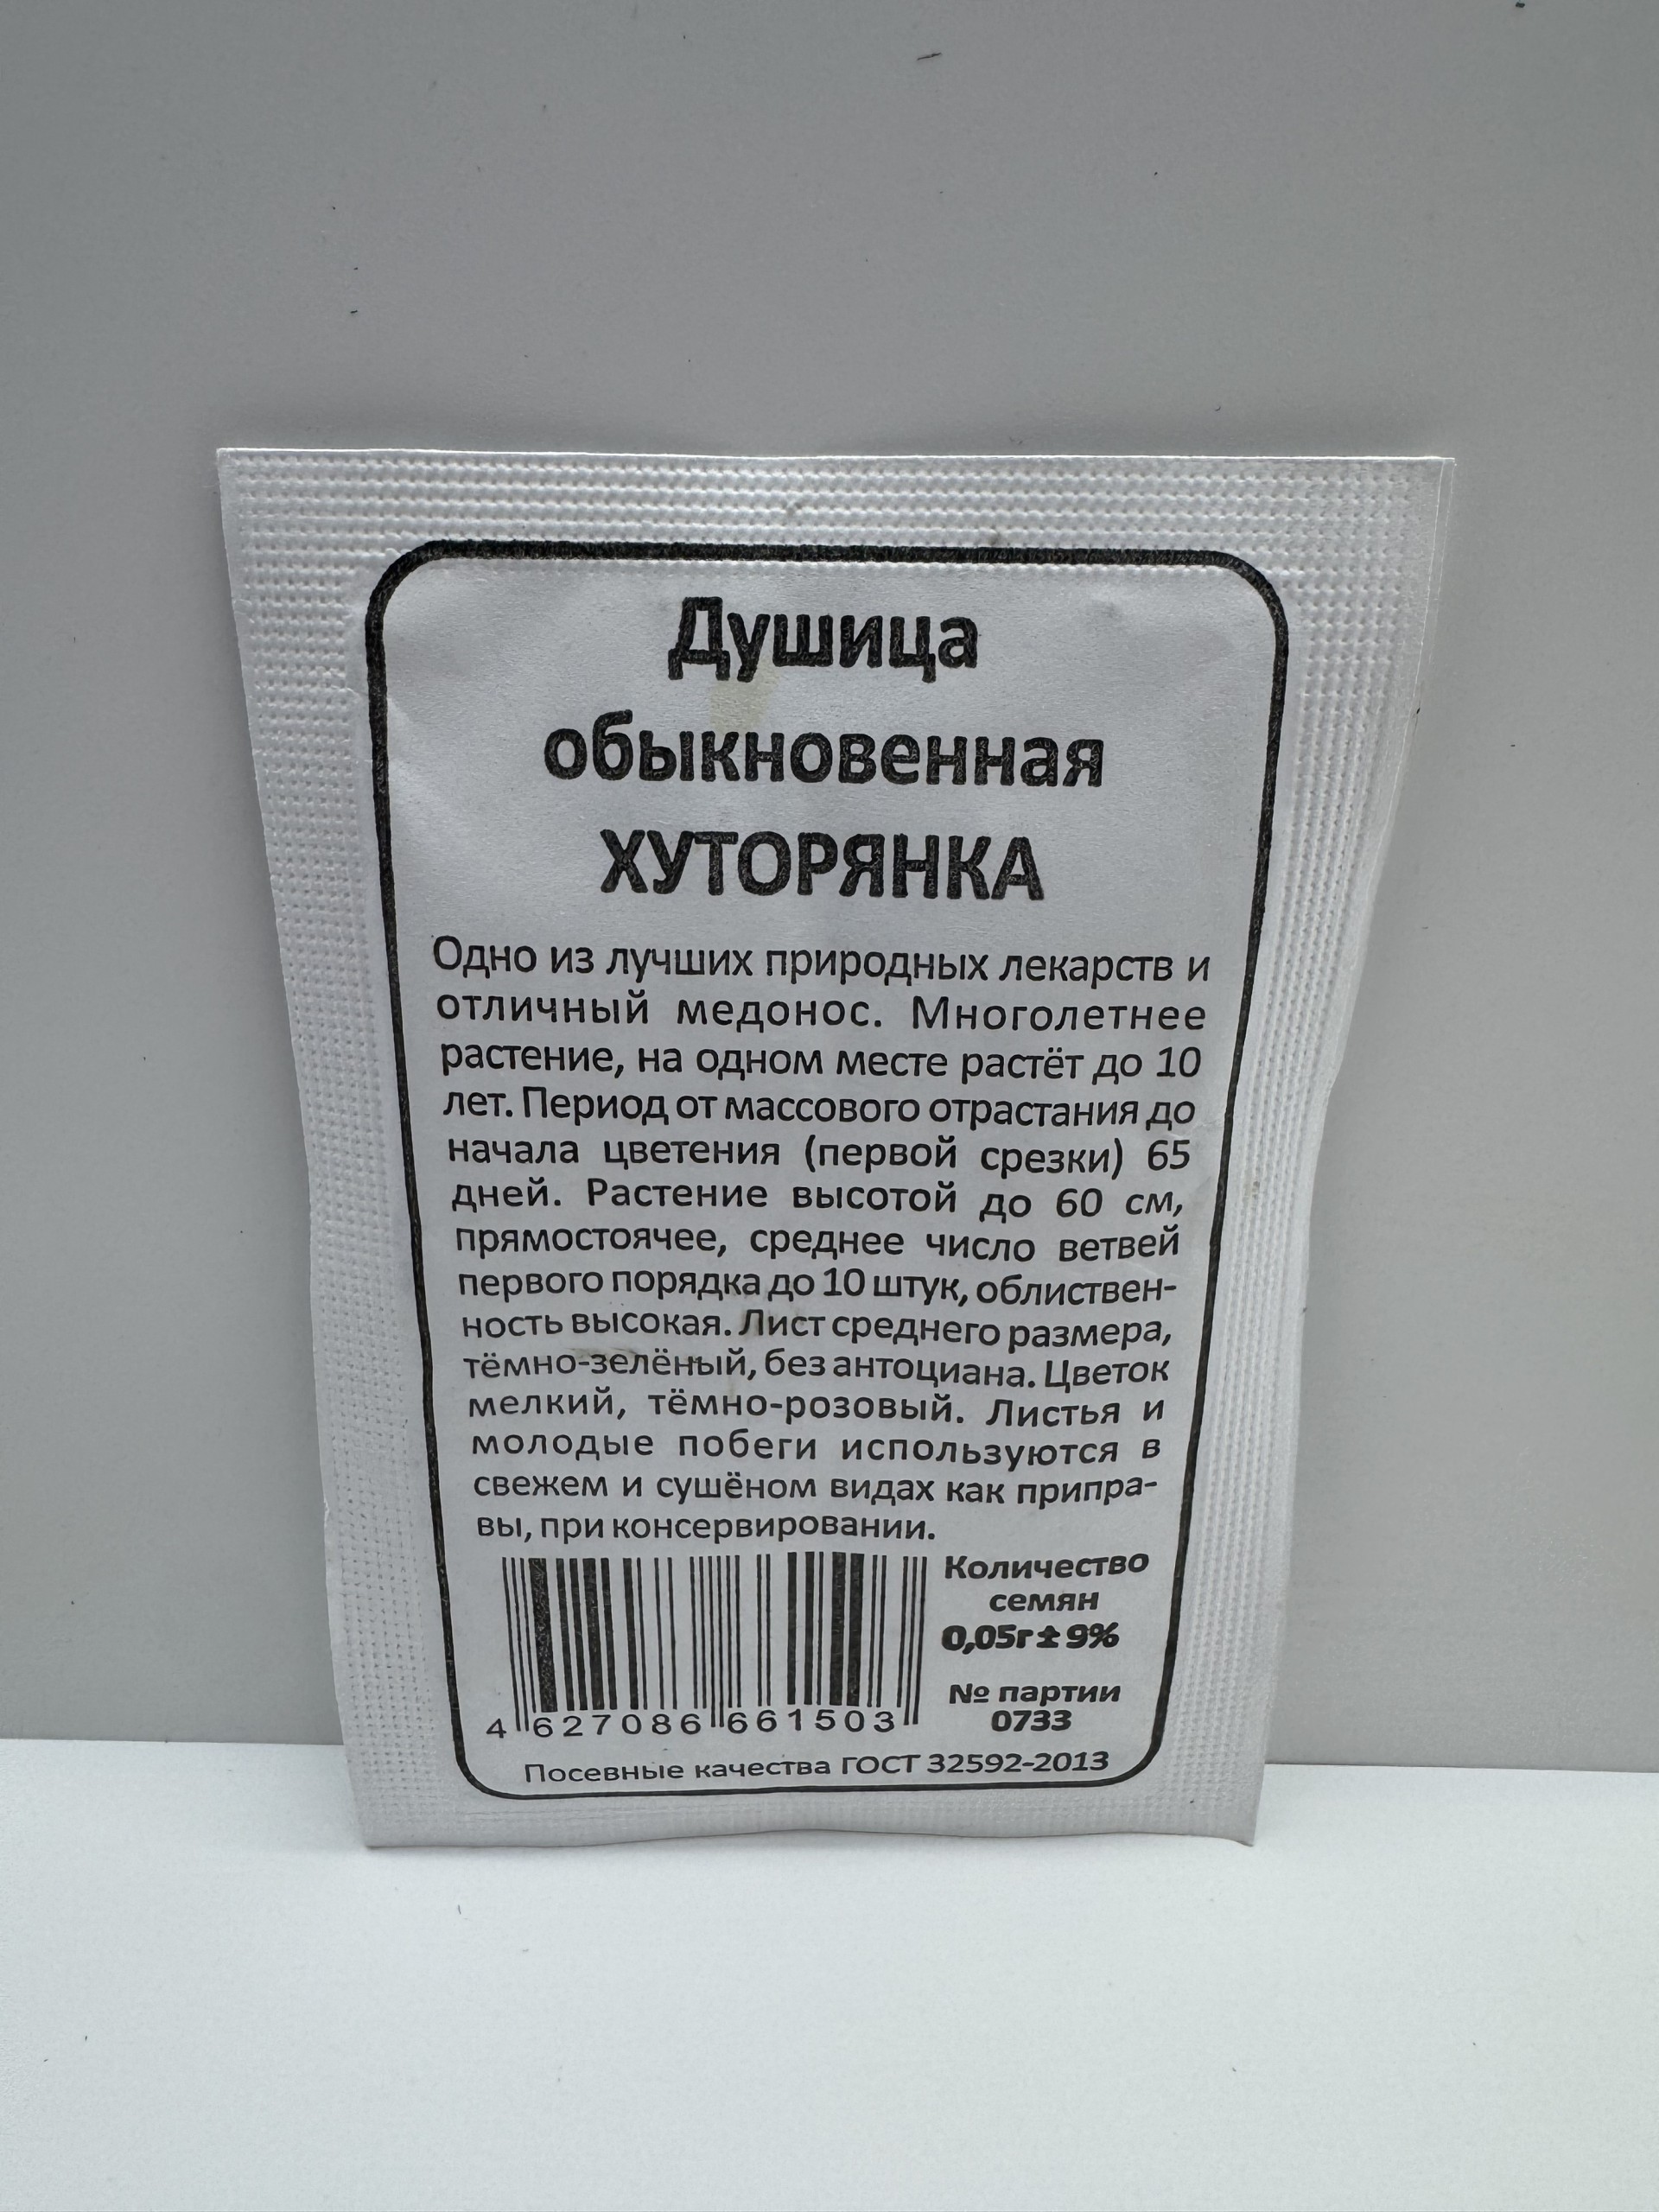 Душица
обыкновенная
ХУТОРЯНКА
Одно из лучших природных лекарств и
отличный медонос. Многолетнее
растение, на одном месте растёт до 10
лет. Период от массового отрастания до
начала цветения (первой срезки) 65
дней. Растение высотой до 60 см,
прямостоячее, среднее число ветвей
первого порядка до 10 штук, облиствен-
ность высокая. Лист среднего размера,
тёмно-зелёный, без антоциана. Цветок
мелкий, тёмно-розовый. Листья и
молодые побеги используются в
свежем и сушёном видах как припра-
вы, при консервировании.
Количество
семян
0,05г ± 9%
№ партии
0733
4 627086 661503
Посевные качества ГОСТ 32592-2013